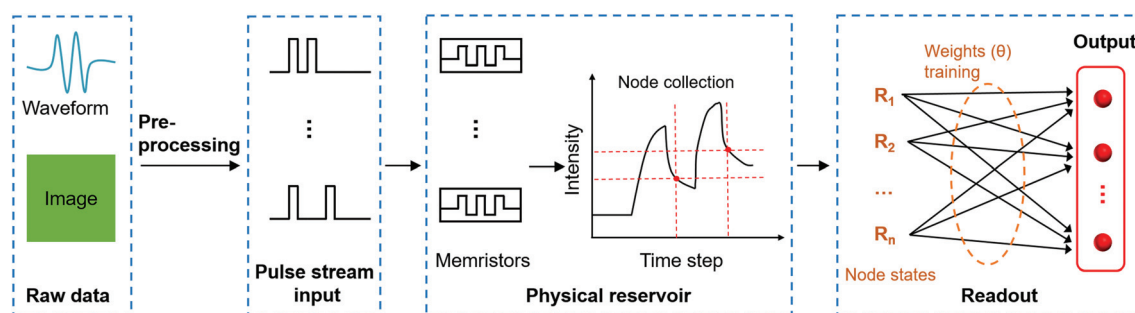 Waveform
Image
Raw data
Pre-
processing
...
Pulse stream
input
...
Memristors
Node collection
Intensity
Time step
Physical reservoir
Weights (θ)
training
R1
R2
...
Rn
Node states
Output
...
Readout